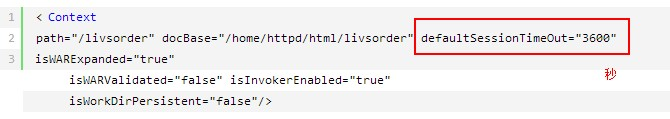 1 < Context
2 path="/livsorder" docBase="/home/httpd/html/livsorder" defaultSessionTimeOut="3600"
3 isWARExpanded="true"
秒
isWARValidated="false" isInvokerEnabled="true"
isWorkDirPersistent="false"/>